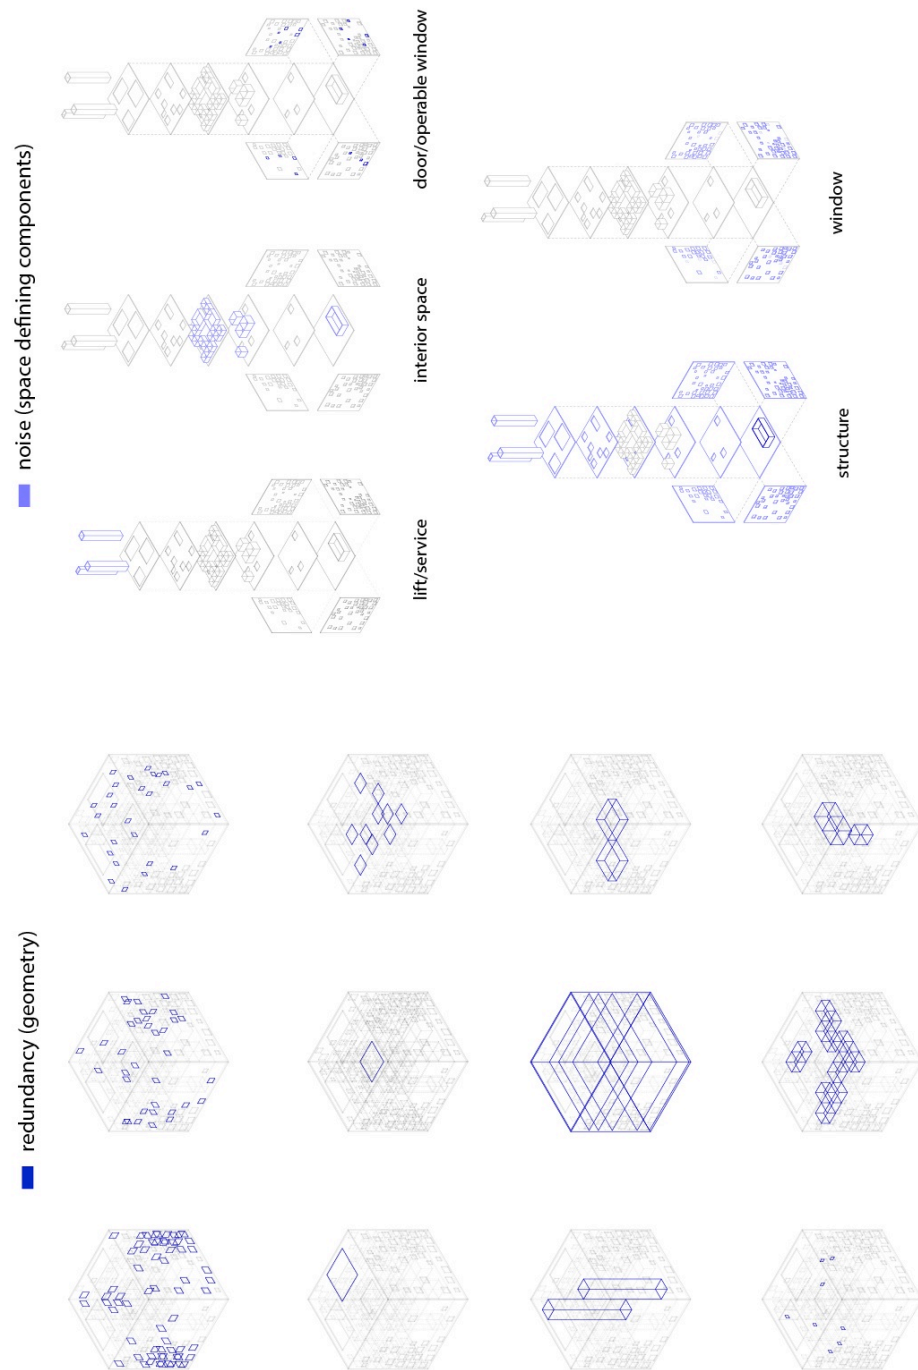 redundancy (geometry)
noise (space defining components)
lift/service
interior space
door/operable window
structure
window